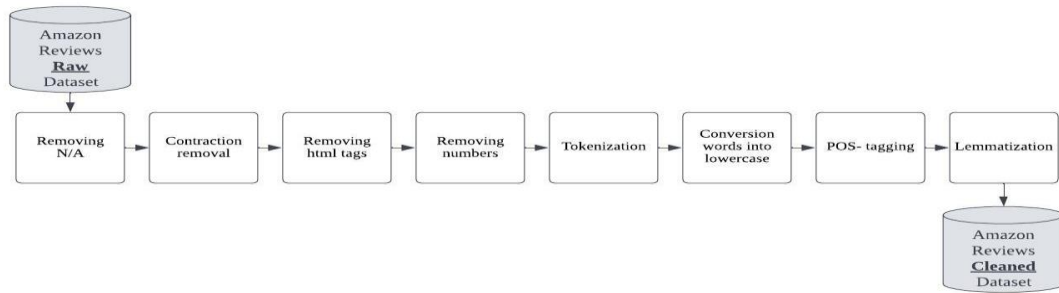 Amazon
Reviews
Raw
Dataset
Removing
N/A
Contraction
removal
Removing
html tags
Removing
numbers
Tokenization
Conversion
words into
lowercase
POS- tagging
Lemmatization
Amazon
Reviews
Cleaned
Dataset